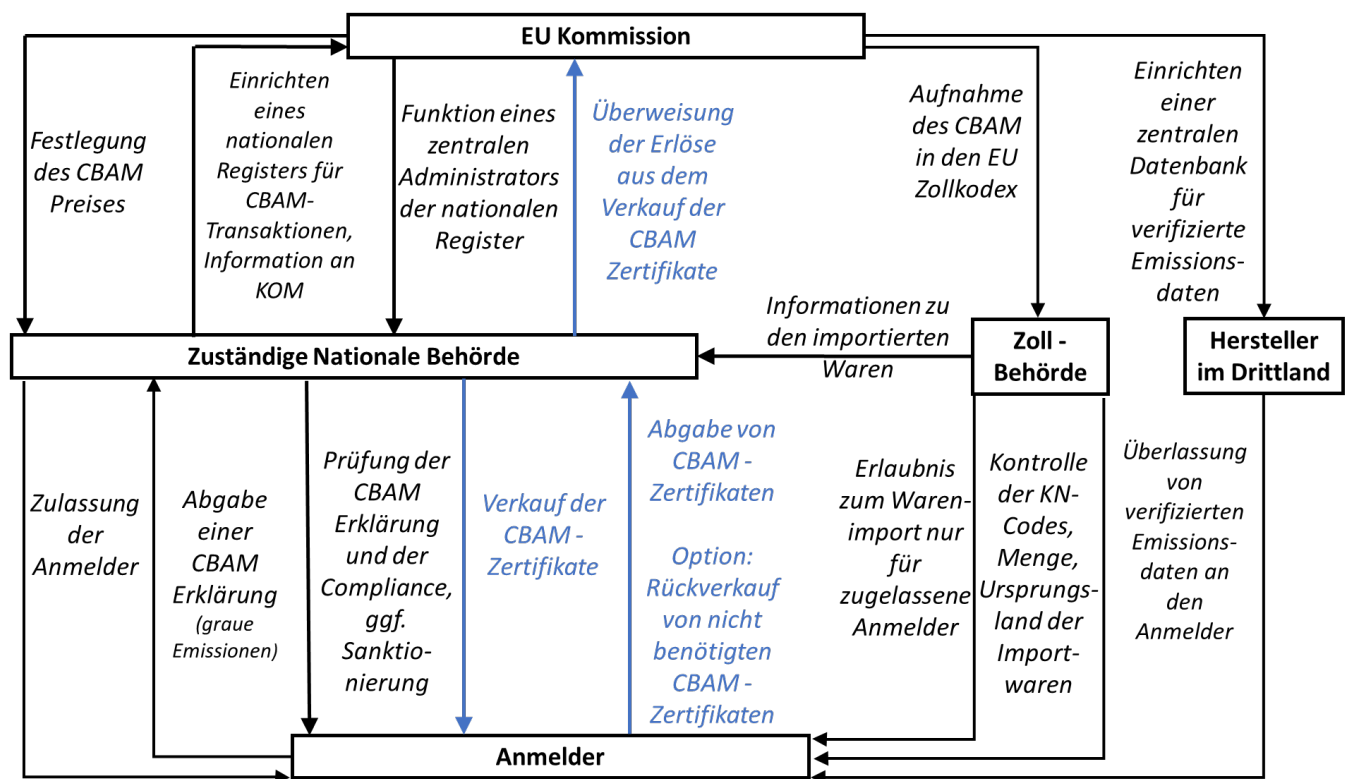 EU Kommission
Festlegung
des CBAM
Preises
Einrichten
eines
nationalen
Registers für
CBAM-
Transaktionen,
Information an
KOM
Funktion eines
zentralen
Administrators
der nationalen
Register
Überweisung
der Erlöse
aus dem
Verkauf der
CBAM
Zertifikate
Aufnahme
des CBAM
in den EU
Zollkodex
Einrichten
einer
zentralen
Datenbank
für
verifizierte
Emissions-
daten
Informationen zu
den importierten
Waren
Zuständige Nationale Behörde
Zoll -
Behörde
Hersteller
im Drittland
Zulassung
der
Anmelder
Abgabe
einer
CBAM
Erklärung
(graue
Emissionen)
Prüfung der
CBAM
Erklärung
und der
Compliance,
ggf.
Sanktio-
nierung
Verkauf der
CBAM -
Zertifikate
Abgabe von
CBAM -
Zertifikaten
Option:
Rückverkauf
von nicht
benötigten
CBAM -
Zertifikaten
Erlaubnis
zum Waren-
import nur
für
zugelassene
Anmelder
Kontrolle
der KN-
Codes,
Menge,
Ursprungs-
land der
Import-
waren
Überlassung
von
verifizierten
Emissions-
daten an
den
Anmelder
Anmelder